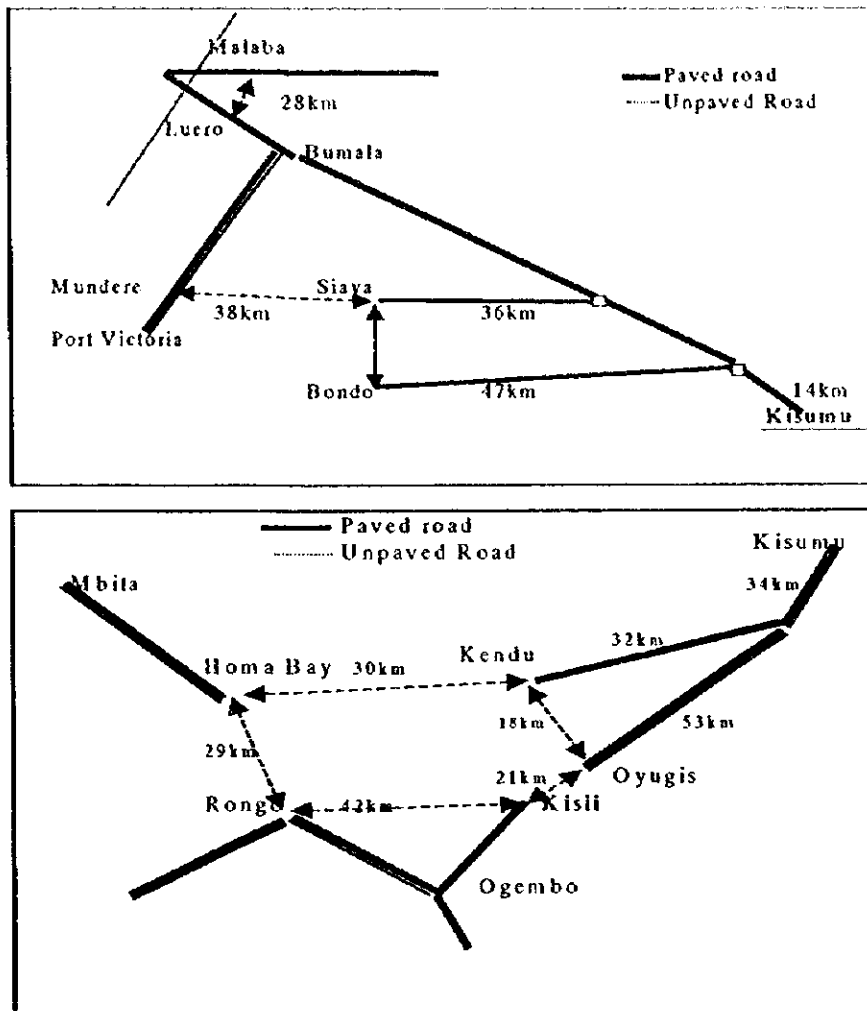 Malaba
Paved road
28km
Unpaved Road
Luero
Bumala
Mundere
Siaya
38km
36km
Port Victoria
Bondo
47km
14km
Kisumu
Paved road
Unpaved Road
Kisumu
Mbita
34km
32km
Homa Bay
30km
Kendu
18km
53km
29km
21km
Oyugis
Rongo
42km
Kisii
Ogembo